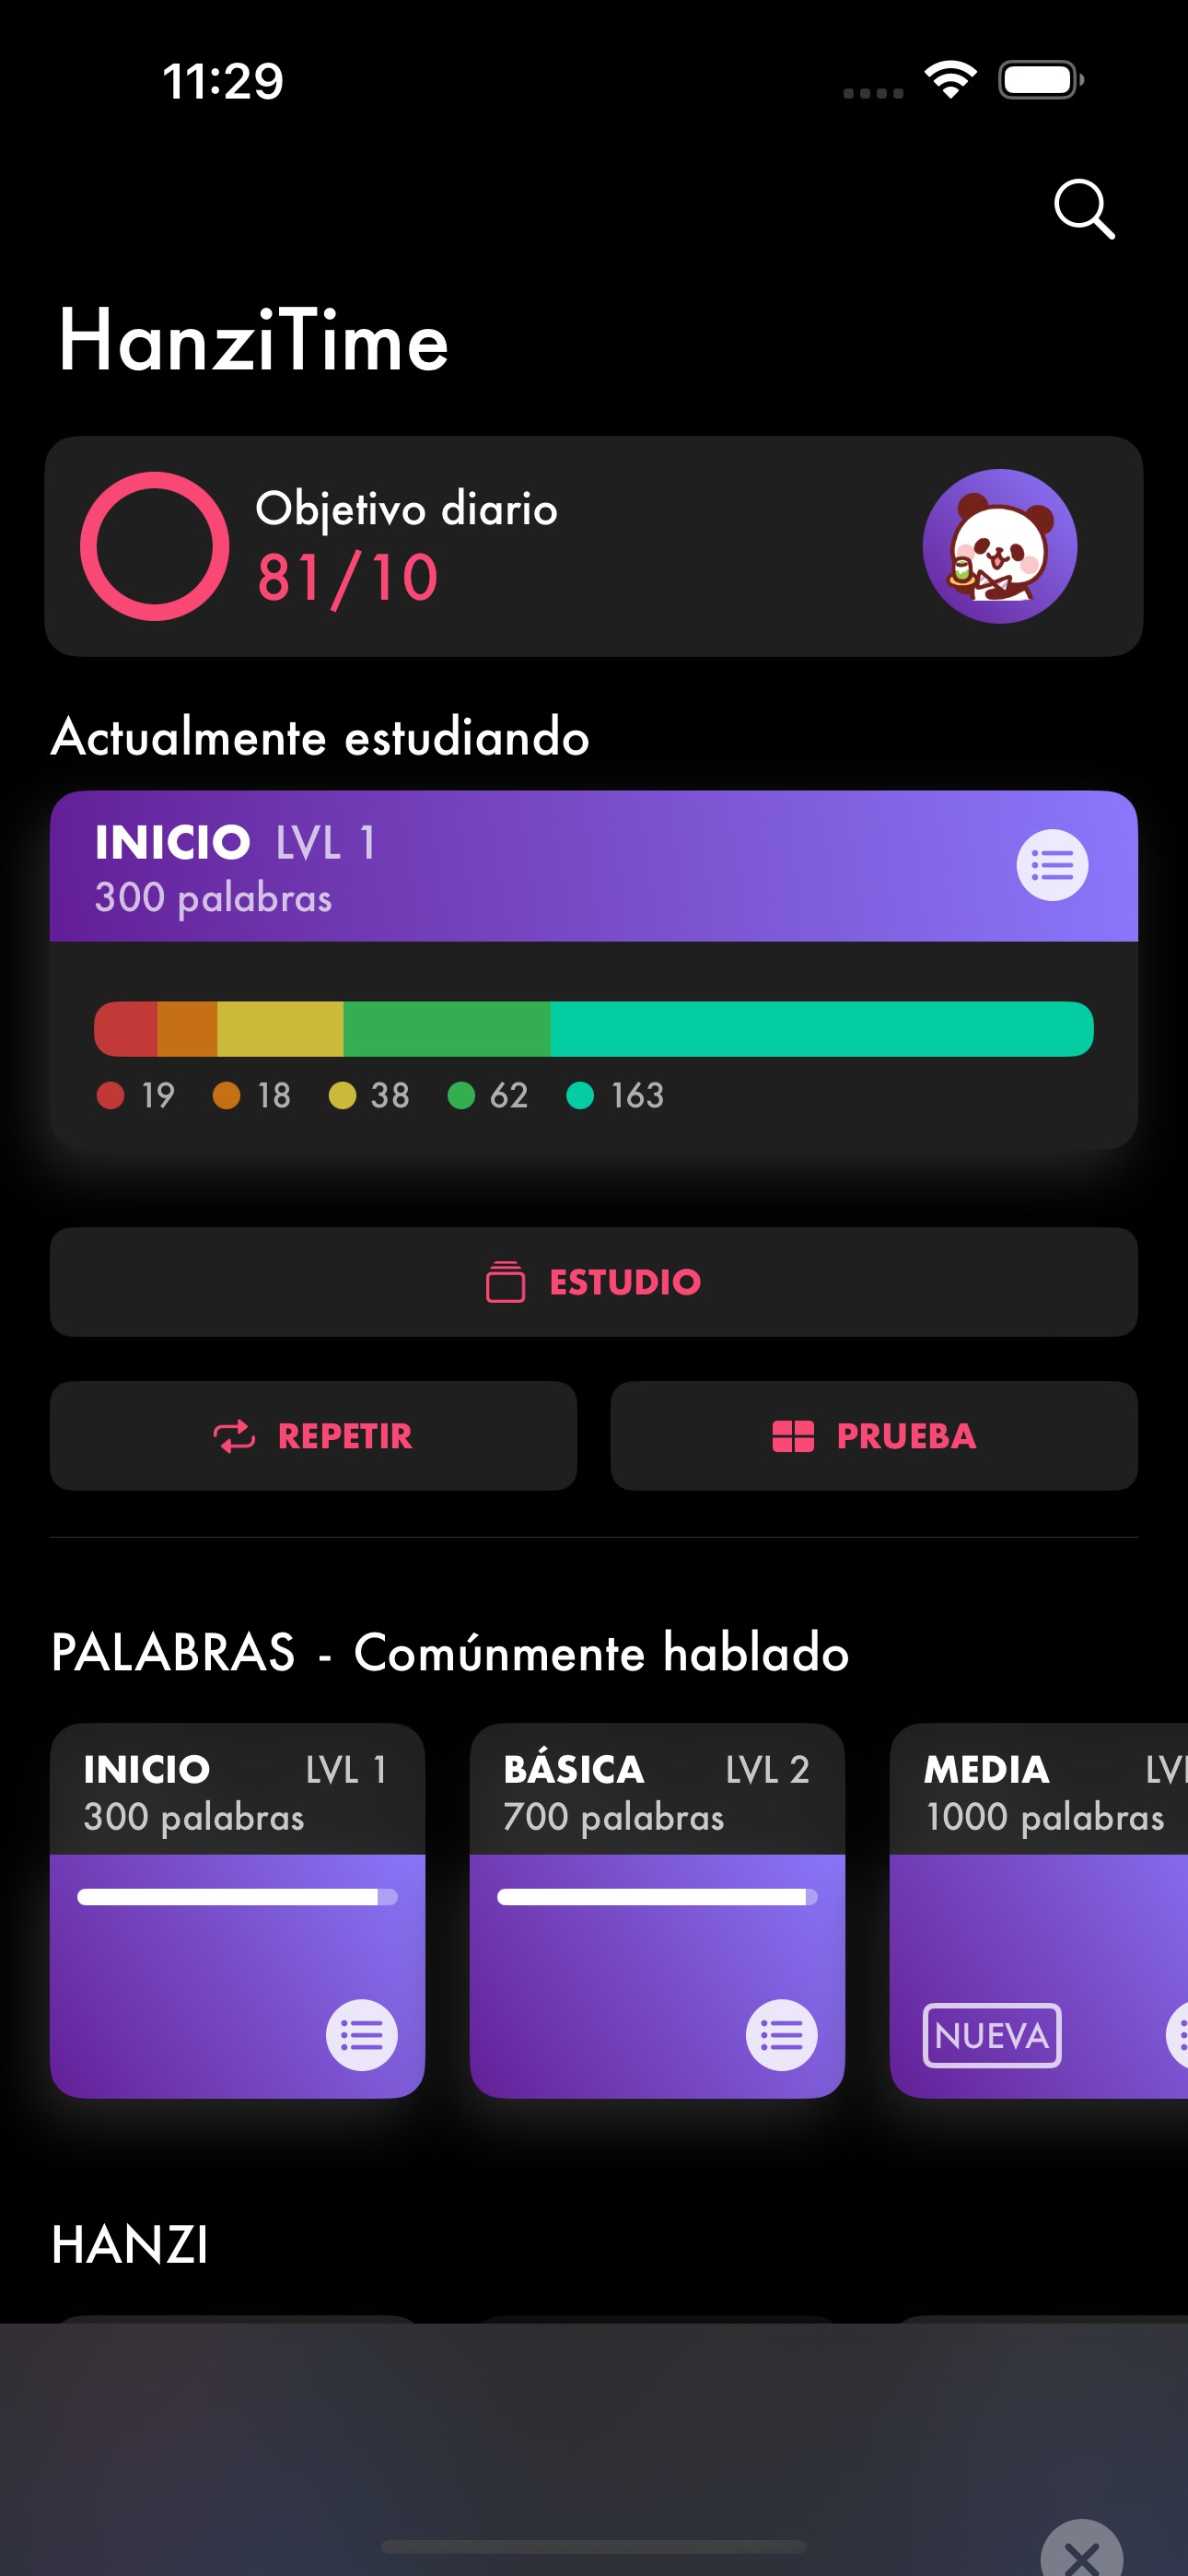 11:29
HanziTime
Objetivo diario
81/10
Actualmente estudiando
INICIO LVL 1
300 palabras
19 18 38 62 163
ESTUDIO
REPETIR PRUEBA
PALABRAS - Comúnmente hablado
INICIO LVL 1 BÁSICA LVL 2 MEDIA
300 palabras 700 palabras 1000 palabras
NUEVA
HANZI